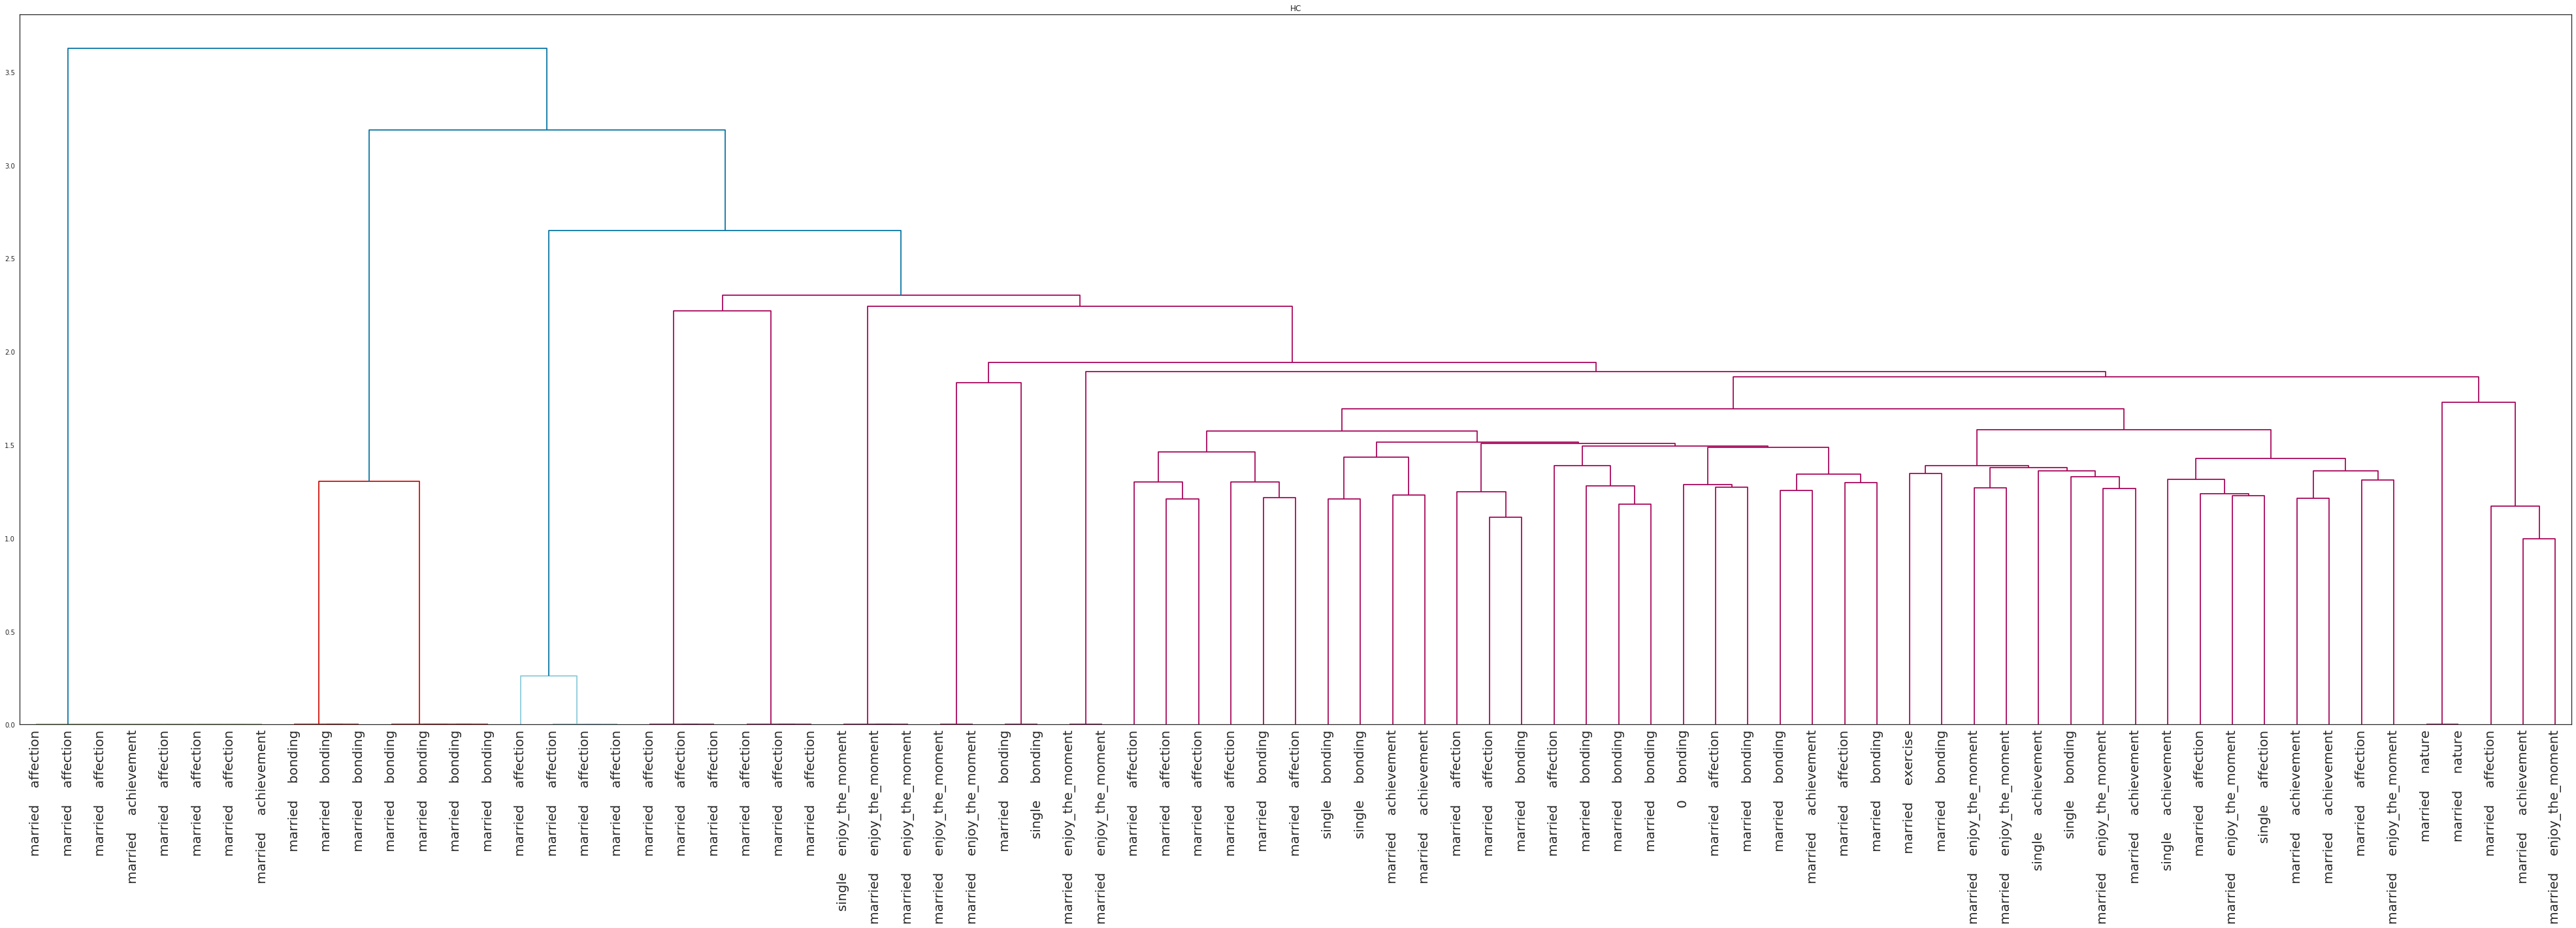 HC
3.5
3.0
2.5
2.0
1.5
1.0
0.5
0.0
married affection
married affection
married affection
married achievement
married affection
married affection
married affection
married achievement
married bonding
married bonding
married bonding
married bonding
married bonding
married bonding
married bonding
married affection
married affection
married affection
married affection
married affection
married affection
married affection
married affection
married affection
married affection
single enjoy_the_moment
married enjoy_the_moment
married enjoy_the_moment
married enjoy_the_moment
married enjoy_the_moment
married bonding
single bonding
married enjoy_the_moment
married enjoy_the_moment
married affection
married affection
married affection
married affection
married bonding
married affection
single bonding
single bonding
married achievement
married achievement
married affection
married affection
married bonding
married affection
married bonding
married bonding
married bonding
0 bonding
married affection
married bonding
married bonding
married achievement
married affection
married bonding
married exercise
married bonding
married enjoy_the_moment
married enjoy_the_moment
single achievement
single bonding
married enjoy_the_moment
married achievement
single achievement
married affection
married enjoy_the_moment
single affection
married achievement
married achievement
married affection
married enjoy_the_moment
married nature
married nature
married affection
married achievement
married enjoy_the_moment